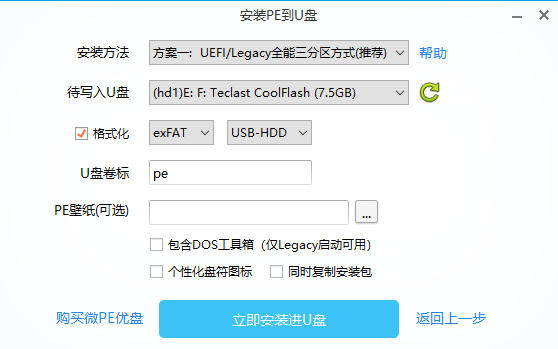 安装PE到U盘
安装方法 方案一：UEFI/Legacy全能三分区方式(推荐) 帮助
待写入U盘 (hd1)E: F: Teclast CoolFlash (7.5GB)
格式化 exFAT USB-HDD
U盘卷标 pe
PE壁纸(可选) ...
包含DOS工具箱（仅Legacy启动可用）
个性化盘符图标 同时复制安装包
购买微PE优盘 立即安装进U盘 返回上一步